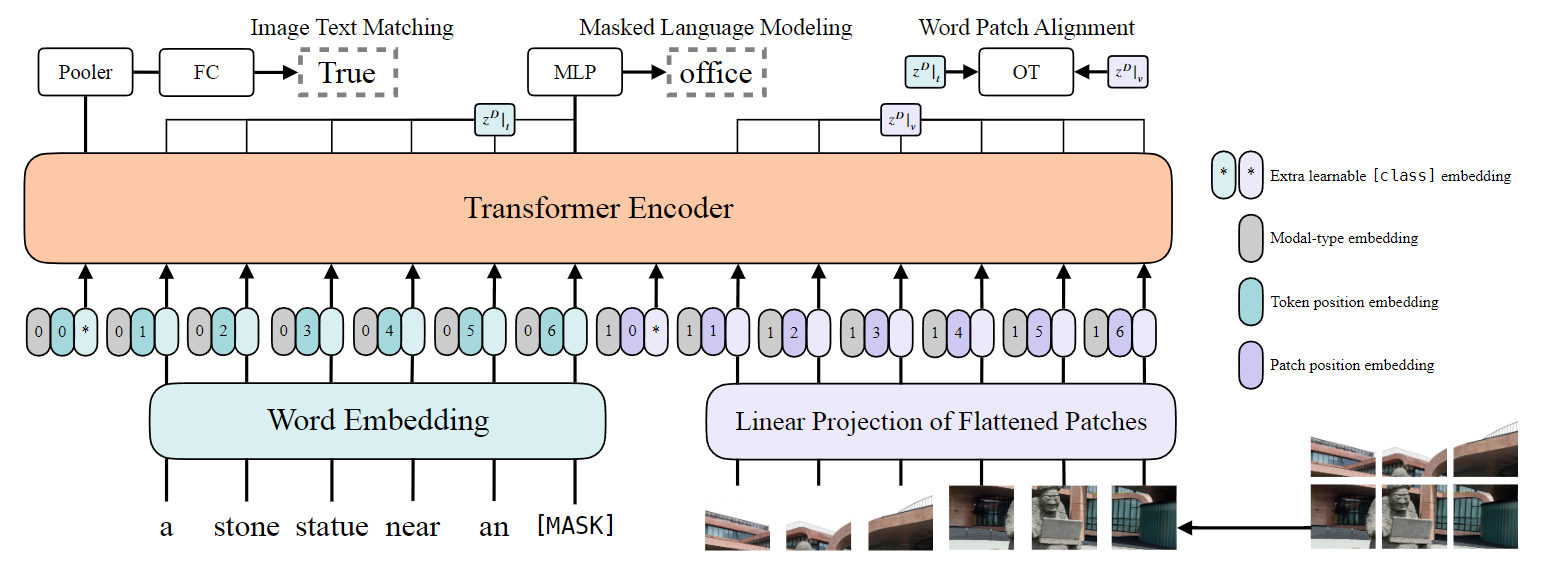 Image Text Matching
Masked Language Modeling
Word Patch Alignment
Pooler
FC
True
MLP
office
z^D|_t
OT
z^D|_v
z^D|_t
z^D|_v
Transformer Encoder
* * Extra learnable [class] embedding
Modal-type embedding
Token position embedding
Patch position embedding
0 0 * 0 1 0 2 0 3 0 4 0 5 0 6 1 0 * 1 1 1 2 1 3 1 4 1 5 1 6
Word Embedding
Linear Projection of Flattened Patches
a stone statue near an [MASK]